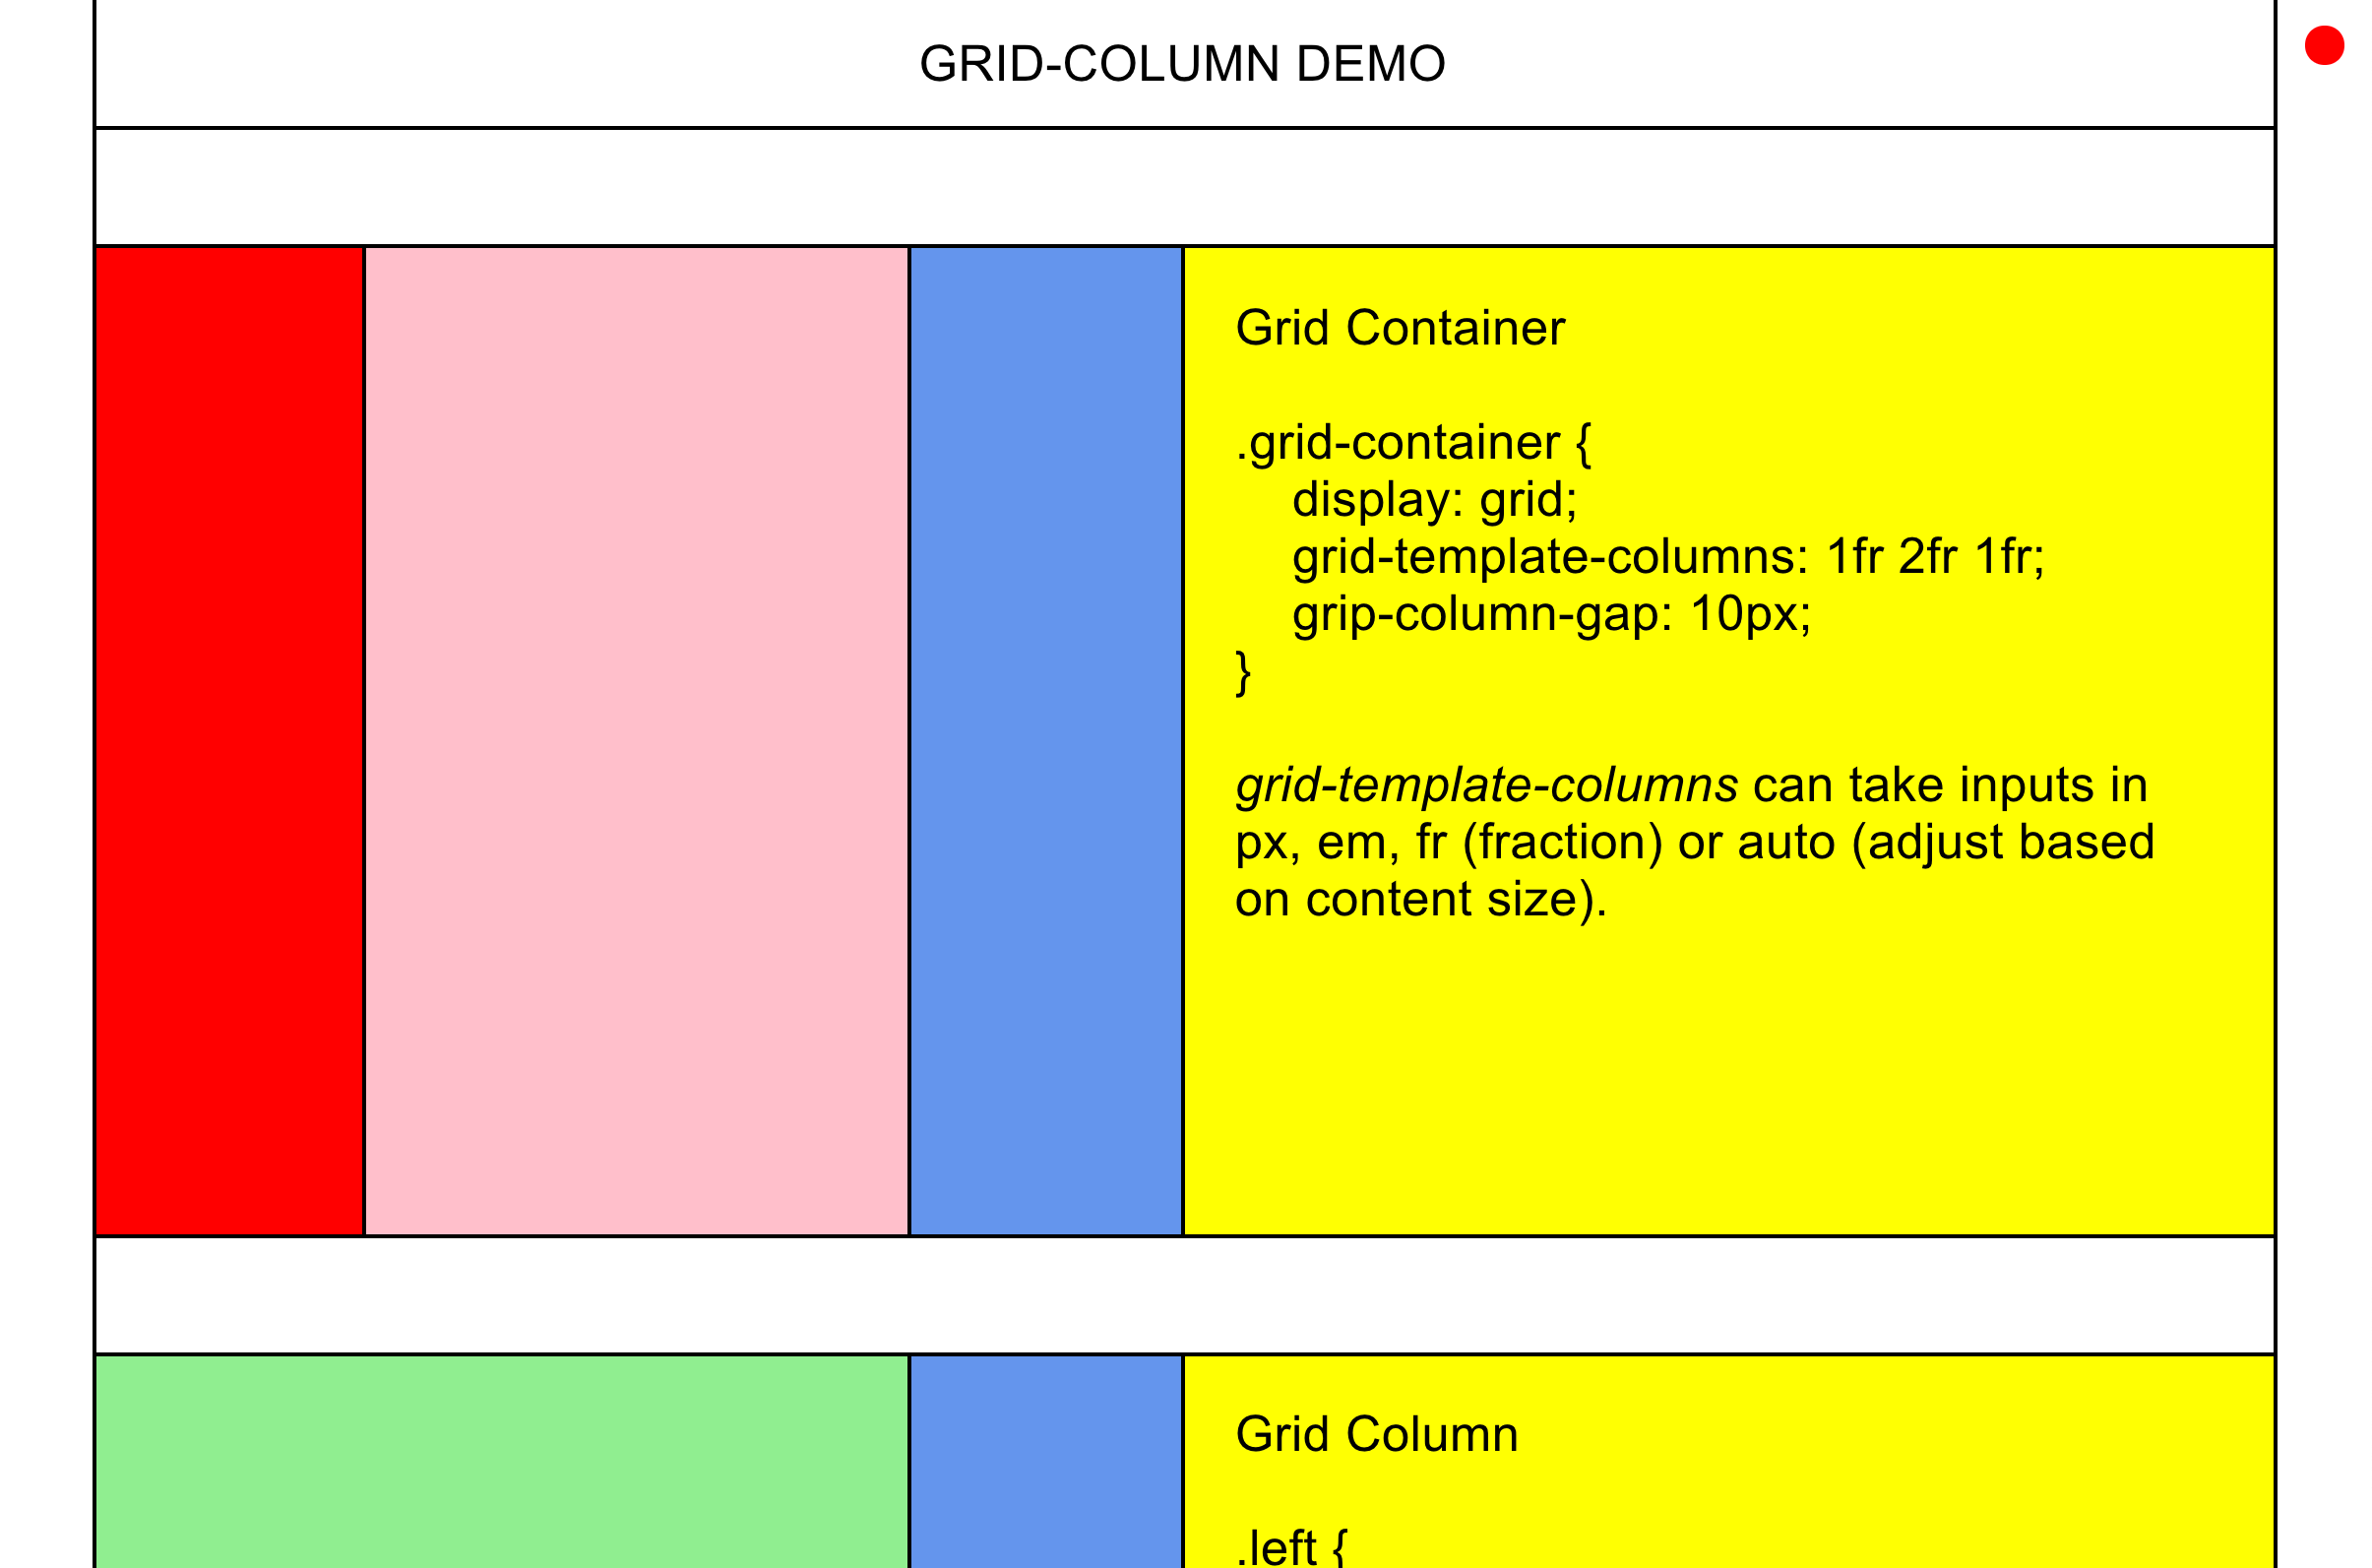 GRID-COLUMN DEMO
Grid Container
.grid-container {
display: grid;
grid-template-columns: 1fr 2fr 1fr;
grip-column-gap: 10px;
}
grid-template-columns can take inputs in
px, em, fr (fraction) or auto (adjust based
on content size).
Grid Column
.left {